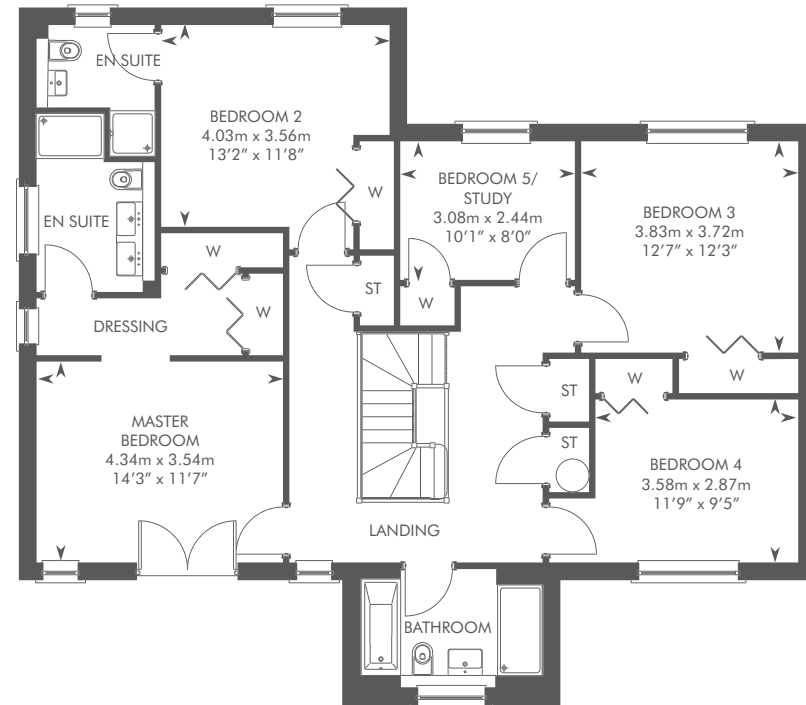 EN SUITE
BEDROOM 2
4.03m x 3.56m
13’2” x 11’8”
W
BEDROOM 5/
STUDY
3.08m x 2.44m
10’1” x 8’0”
BEDROOM 3
3.83m x 3.72m
12’7” x 12’3”
EN SUITE
W
ST
W
W
DRESSING
W
W
ST
MASTER
BEDROOM
4.34m x 3.54m
14’3” x 11’7”
ST
BEDROOM 4
3.58m x 2.87m
11’9” x 9’5”
LANDING
BATHROOM